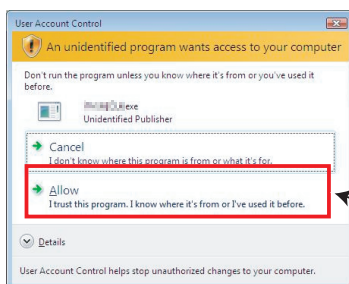 User Account Control
An unidentified program wants access to your computer
Don't run the program unless you know where it's from or you've used it
before.
Unidentified Publisher
Cancel
I don't know where this program is from or what it's for.
Allow
I trust this program. I know where it's from or I've used it before.
Details
User Account Control helps stop unauthorized changes to your computer.